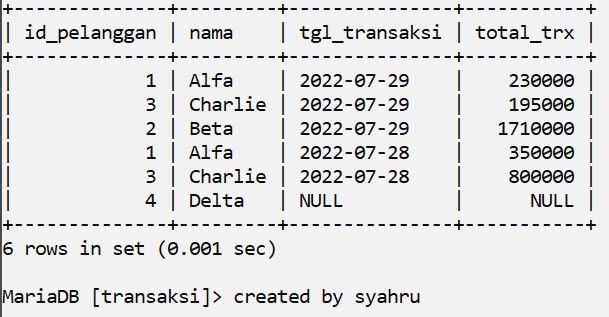 +--------------+---------+---------------+-----------+
| id_pelanggan | nama    | tgl_transaksi | total_trx |
+--------------+---------+---------------+-----------+
|            1 | Alfa    | 2022-07-29    |    230000 |
|            3 | Charlie | 2022-07-29    |    195000 |
|            2 | Beta    | 2022-07-29    |   1710000 |
|            1 | Alfa    | 2022-07-28    |    350000 |
|            3 | Charlie | 2022-07-28    |    800000 |
|            4 | Delta   | NULL          |      NULL |
+--------------+---------+---------------+-----------+
6 rows in set (0.001 sec)
MariaDB [transaksi]> created by syahru